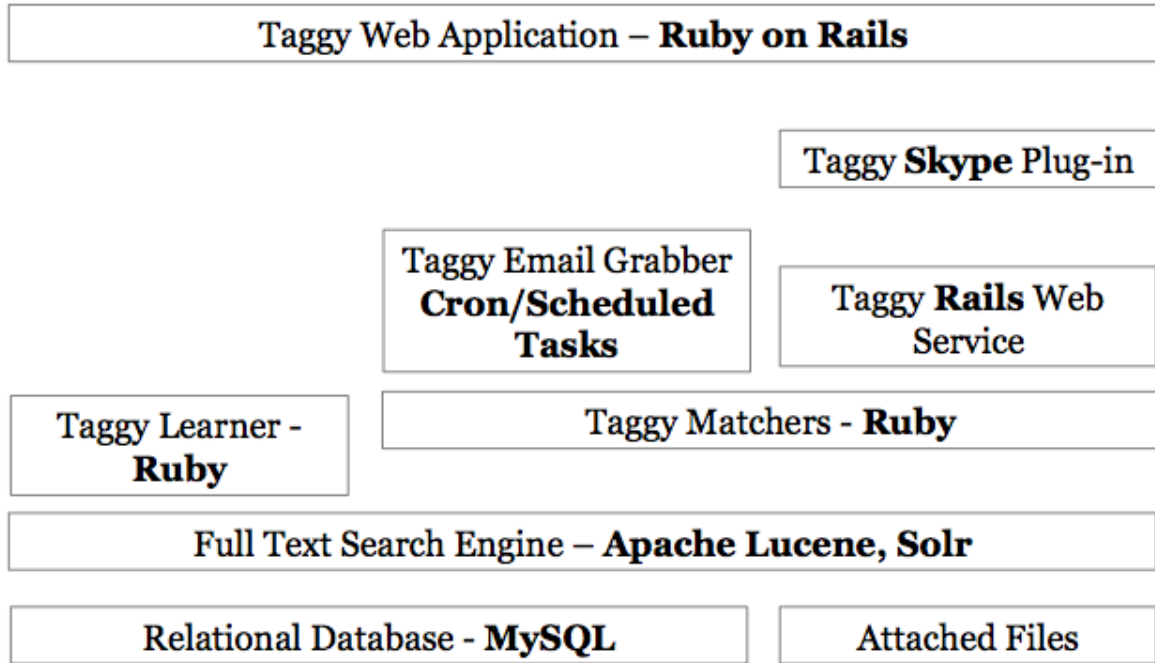 Taggy Web Application – Ruby on Rails
Taggy Skype Plug-in
Taggy Email Grabber
Cron/Scheduled
Tasks
Taggy Rails Web
Service
Taggy Learner -
Ruby
Taggy Matchers - Ruby
Full Text Search Engine – Apache Lucene, Solr
Relational Database - MySQL
Attached Files